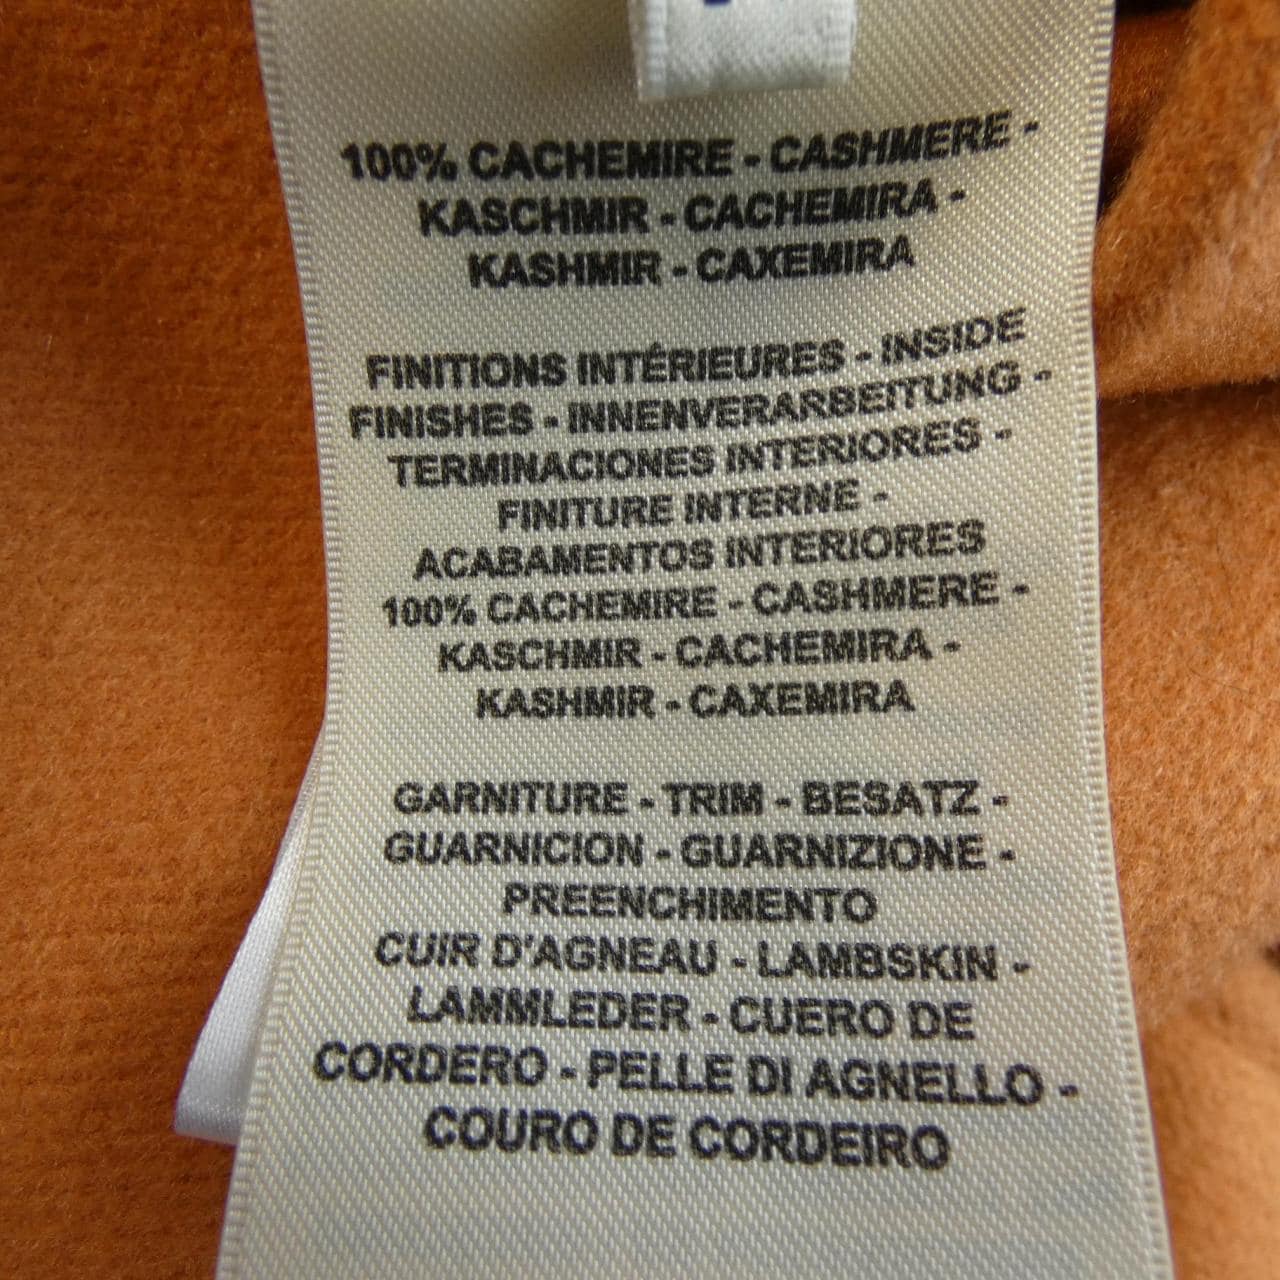 100% CACHEMIRE - CASHMERE -
KASCHMIR - CACHEMIRA -
KASHMIR - CAXEMIRA
FINITIONS INTÉRIEURES - INSIDE
FINISHES - INNENVERARBEITUNG -
TERMINACIONES INTERIORES -
FINITURE INTERNE -
ACABAMENTOS INTERIORES
100% CACHEMIRE - CASHMERE -
KASCHMIR - CACHEMIRA -
KASHMIR - CAXEMIRA
GARNITURE - TRIM - BESATZ -
GUARNICION - GUARNIZIONE -
PREENCHIMENTO
CUIR D'AGNEAU - LAMBSKIN -
LAMMLEDER - CUERO DE
CORDERO - PELLE DI AGNELLO -
COURO DE CORDEIRO